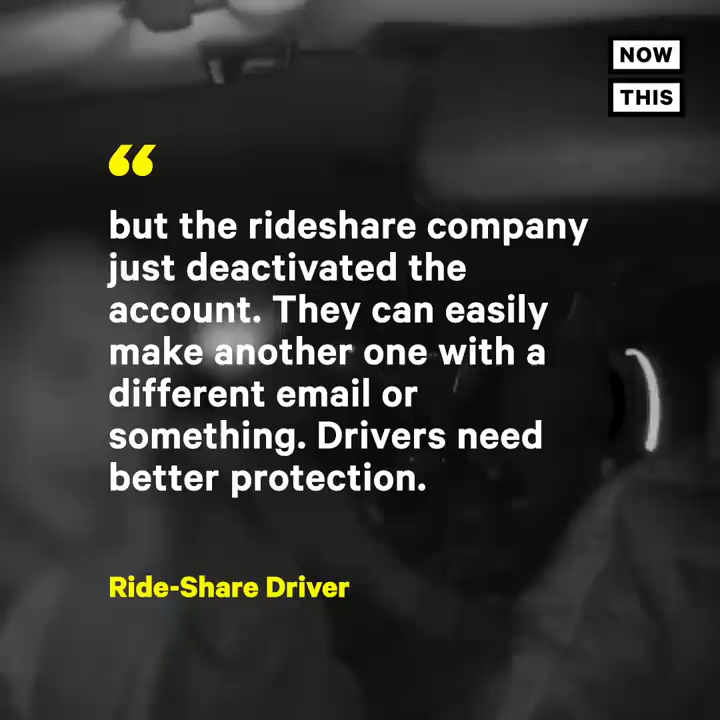 NOW
THIS
“
but the rideshare company
just deactivated the
account. They can easily
make another one with a
different email or
something. Drivers need
better protection.
Ride-Share Driver